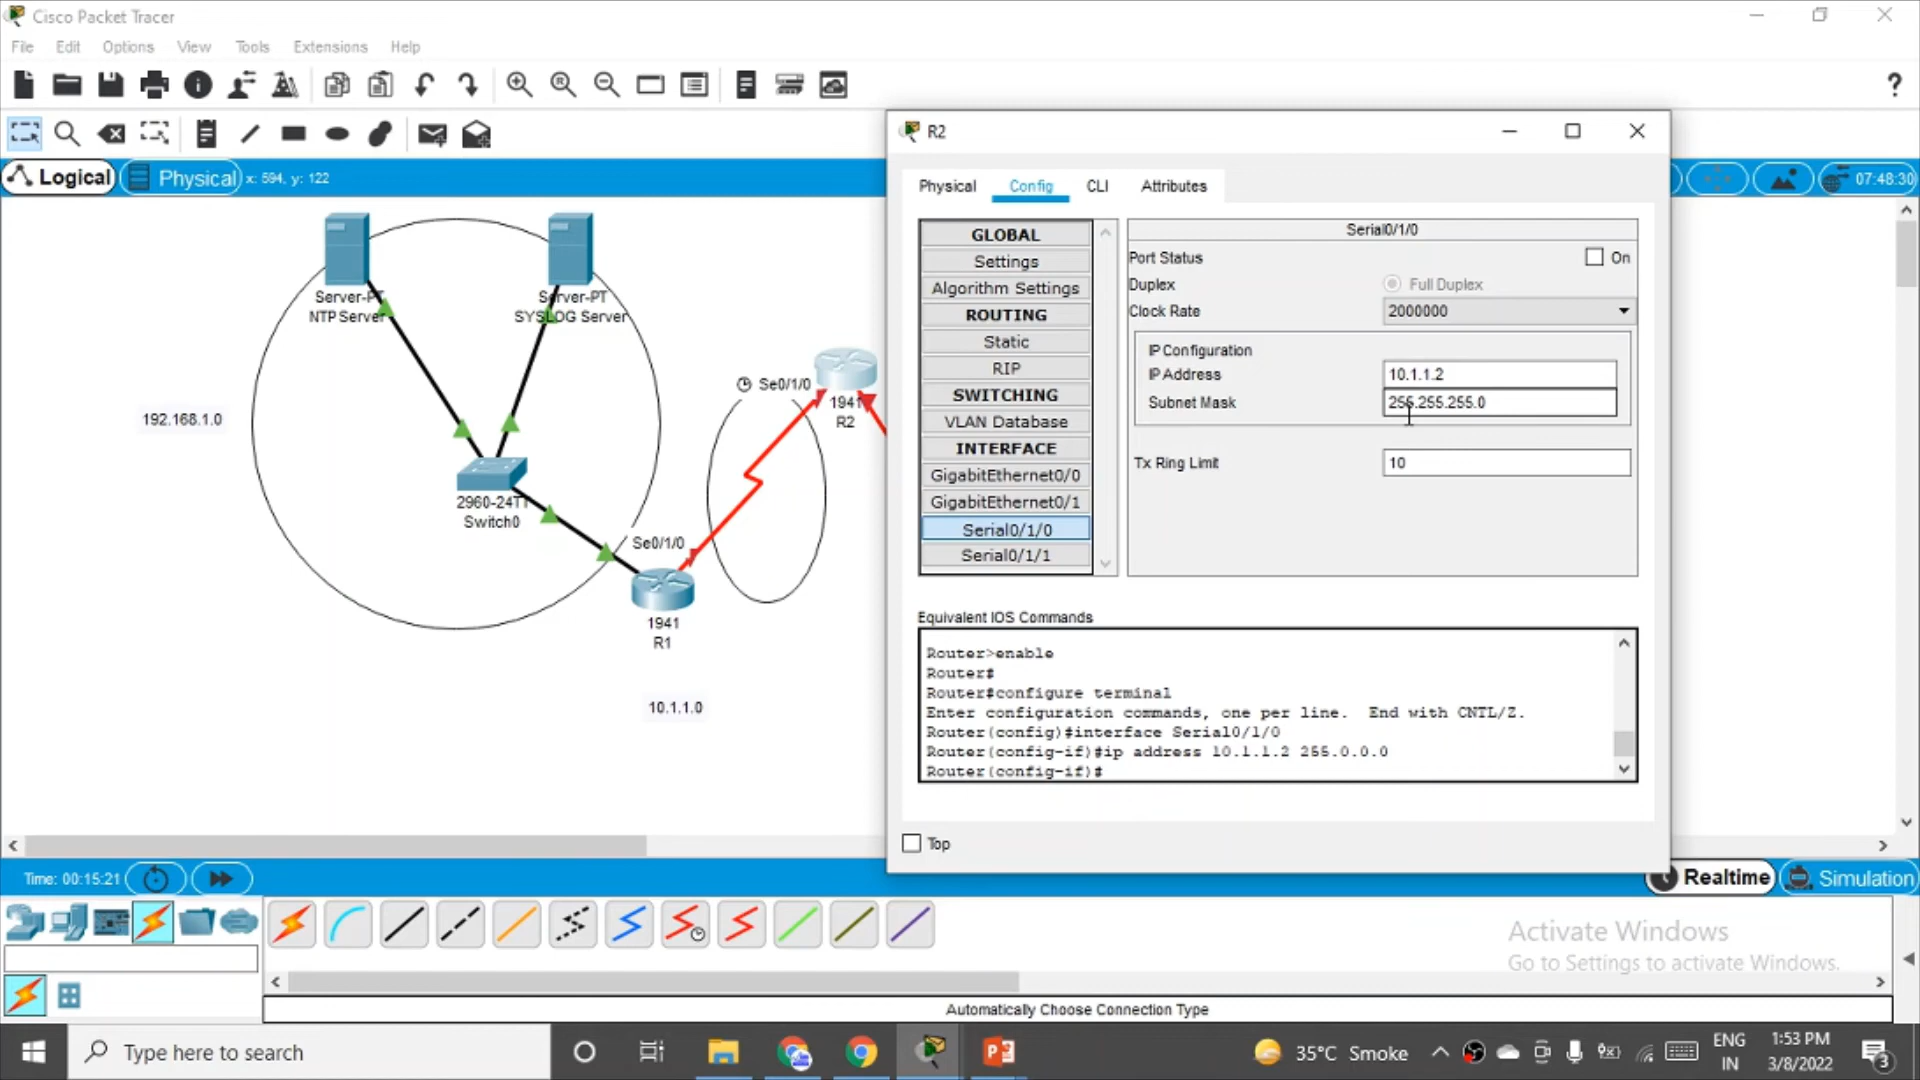 Cisco Packet Tracer
File Edit Options View Tools Extensions Help
?
Logical Physical x: 594, y: 122
07:48:30
Server-PT
NTP Server
Server-PT
SYSLOG Server
192.168.1.0
2960-24TT
Switch0
Se0/1/0
1941
R2
Se0/1/0
1941
R1
10.1.1.0
R2
Physical Config CLI Attributes
GLOBAL
Settings
Algorithm Settings
ROUTING
Static
RIP
SWITCHING
VLAN Database
INTERFACE
GigabitEthernet0/0
GigabitEthernet0/1
Serial0/1/0
Serial0/1/1
Serial0/1/0
Port Status On
Duplex Full Duplex
Clock Rate 2000000
IP Configuration
IP Address 10.1.1.2
Subnet Mask 255.255.255.0
Tx Ring Limit 10
Equivalent IOS Commands
Router>enable
Router#
Router#configure terminal
Enter configuration commands, one per line. End with CNTL/Z.
Router(config)#interface Serial0/1/0
Router(config-if)#ip address 10.1.1.2 255.0.0.0
Router(config-if)#
Top
Time: 00:15:21
Realtime Simulation
Activate Windows
Go to Settings to activate Windows.
Automatically Choose Connection Type
Type here to search
35°C Smoke
ENG
IN
1:53 PM
3/8/2022
3